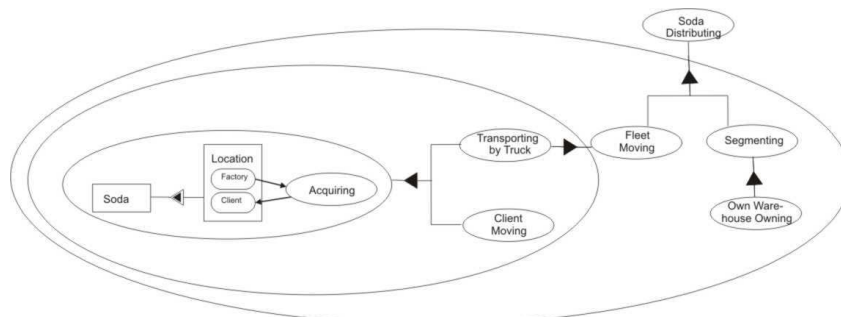 Soda
Distributing
Transporting
by Truck
Fleet
Moving
Segmenting
Location
Factory
Client
Acquiring
Soda
Client
Moving
Own Ware-
house Owning